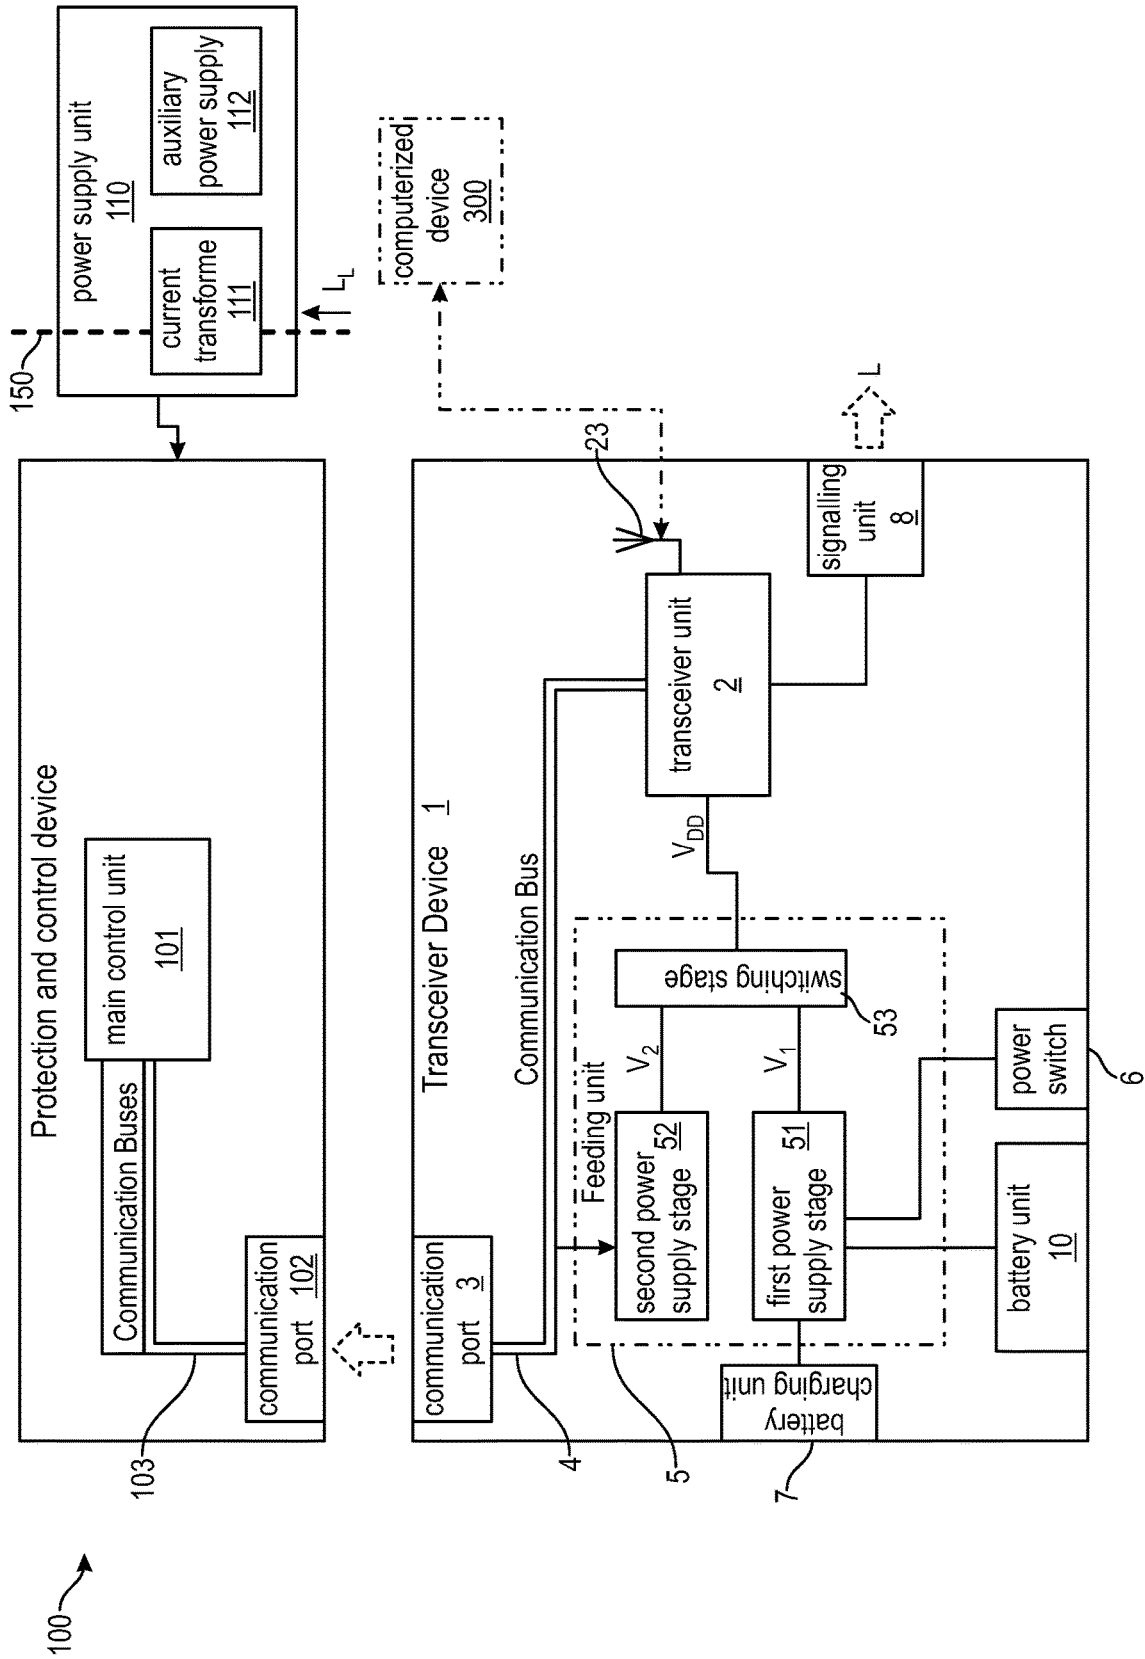 100
Protection and control device
main control unit
101
Communication Buses
103
communication
port 102
power supply unit
110
150
current
transforme
111
auxiliary
power supply
112
L_L
computerized
device
300
Transceiver Device 1
communication
port 3
4
Communication Bus
5
Feeding unit
second power
supply stage 52
V_2
first power
supply stage 51
V_1
switching stage
53
V_DD
transceiver unit
2
23
signalling
unit 8
L
battery
charging unit
7
battery unit
10
power
switch
6